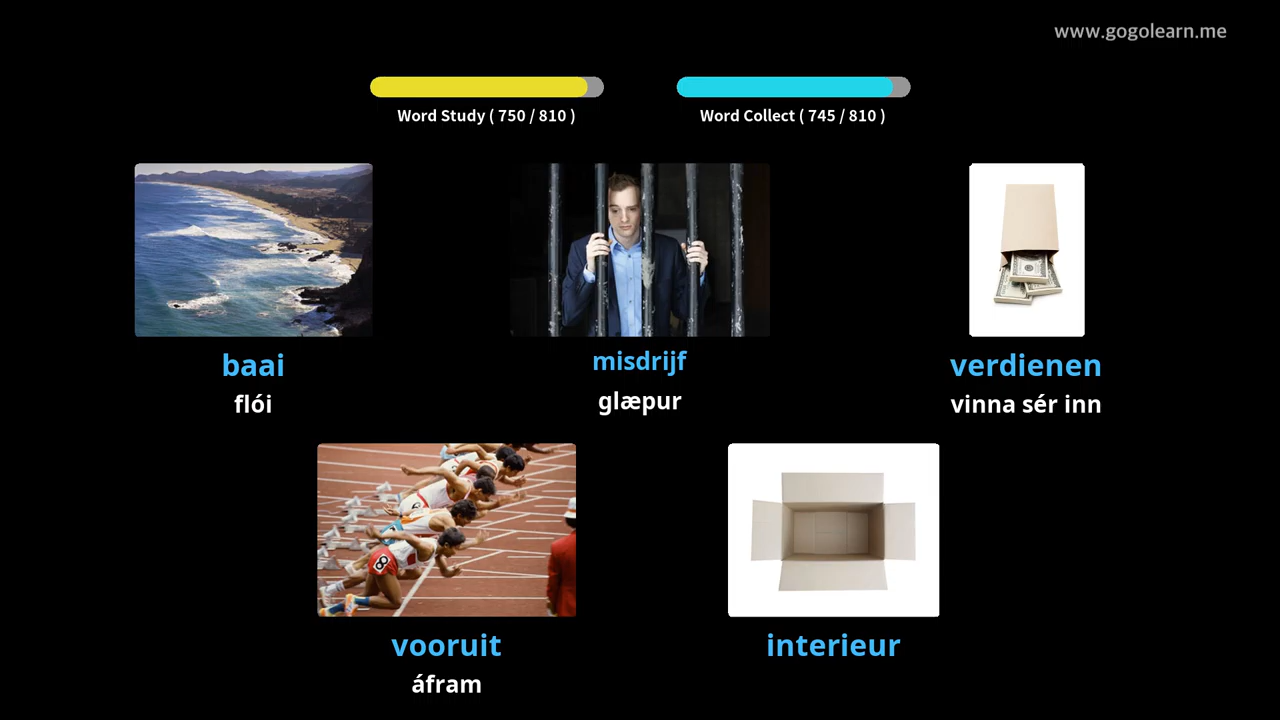 www.gogolearn.me
Word Study ( 750 / 810 )
Word Collect ( 745 / 810 )
baai
flói
misdrijf
glæpur
verdienen
vinna sér inn
8
vooruit
áfram
interieur